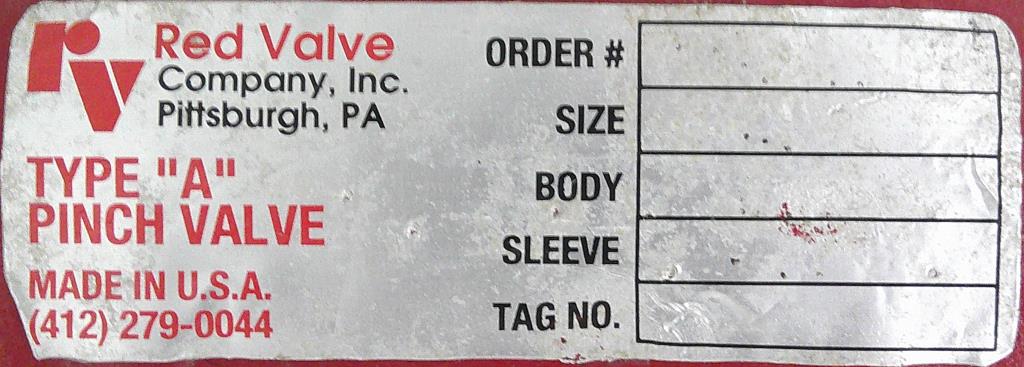 rv
Red Valve
Company, Inc.
Pittsburgh, PA
TYPE "A"
PINCH VALVE
MADE IN U.S.A.
(412) 279-0044
ORDER #
SIZE
BODY
SLEEVE
TAG NO.